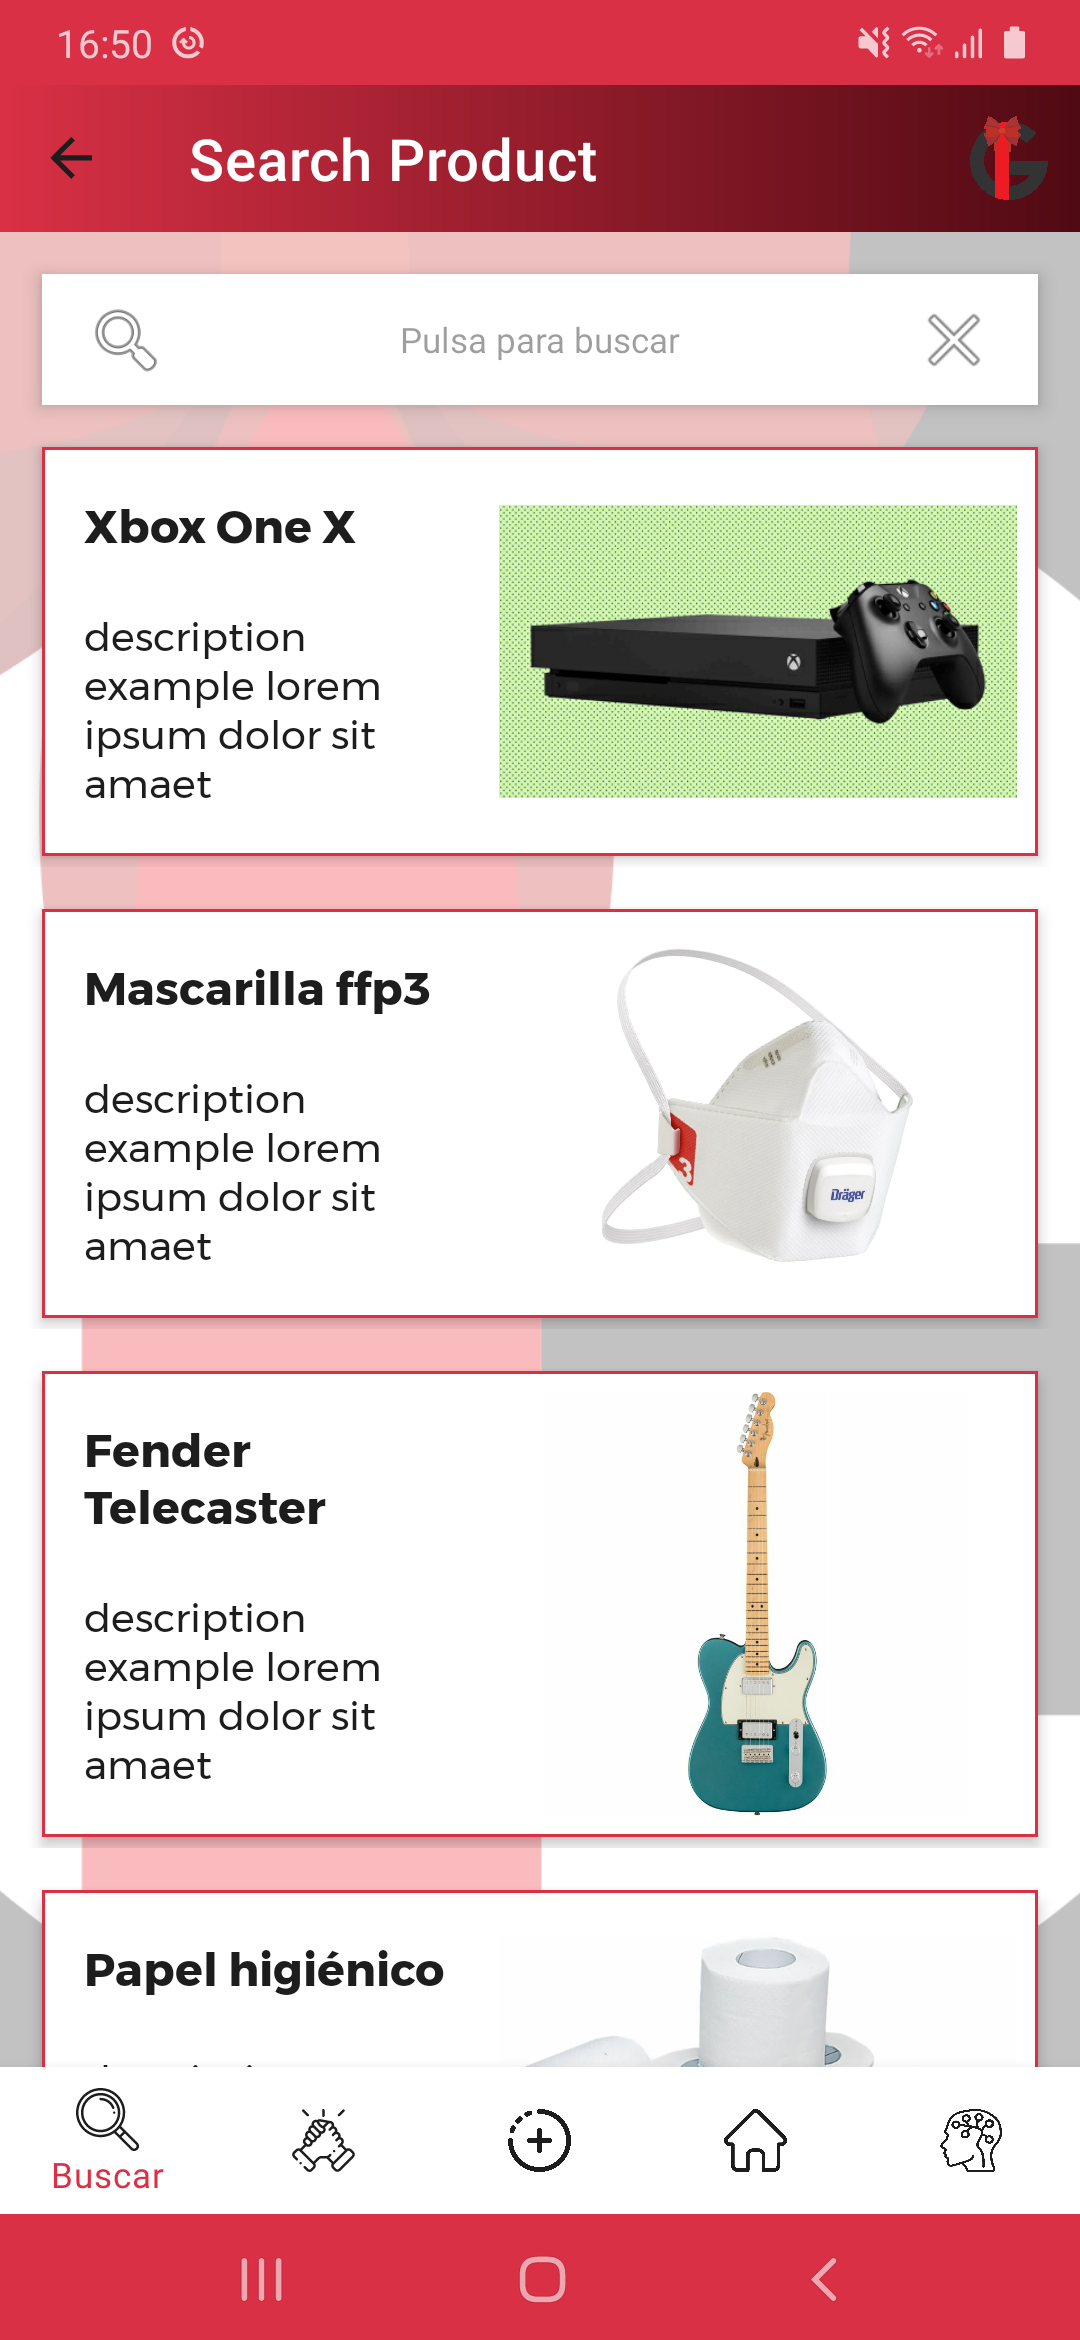 16:50
Search Product
Pulsa para buscar
Xbox One X
description
example lorem
ipsum dolor sit
amaet
Mascarilla ffp3
description
example lorem
ipsum dolor sit
amaet
3
Dräger
Fender
Telecaster
description
example lorem
ipsum dolor sit
amaet
Papel higiénico
Buscar